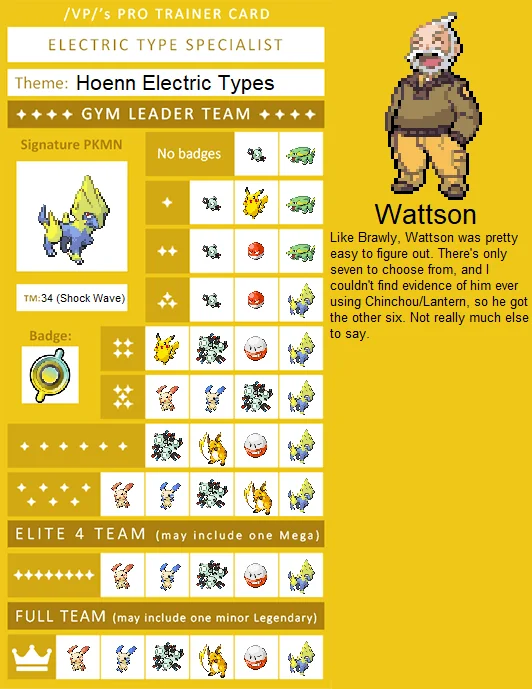 /VP/'s PRO TRAINER CARD
ELECTRIC TYPE SPECIALIST
Theme: Hoenn Electric Types
GYM LEADER TEAM
Signature PKMN
No badges
TM:34 (Shock Wave)
Badge:
ELITE 4 TEAM (may include one Mega)
FULL TEAM (may include one minor Legendary)
Wattson
Like Brawly, Wattson was pretty
easy to figure out. There's only
seven to choose from, and I
couldn't find evidence of him ever
using Chinchou/Lantern, so he got
the other six. Not really much else
to say.